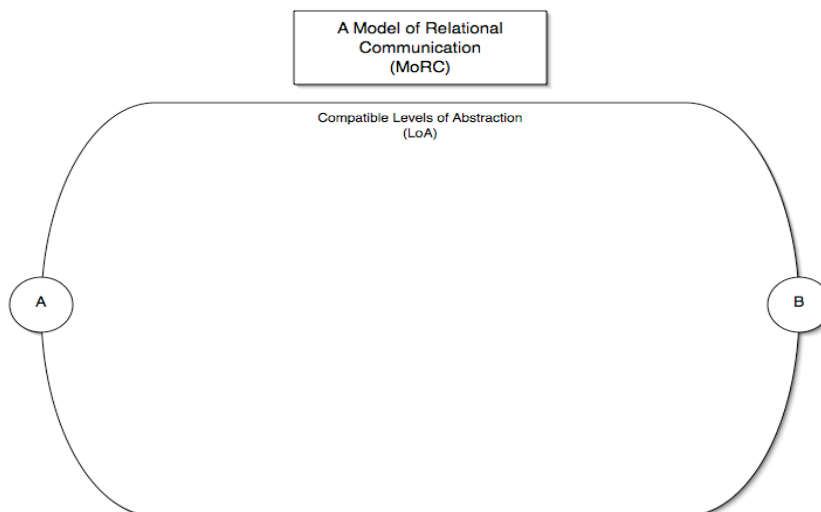 A Model of Relational
Communication
(MoRC)
Compatible Levels of Abstraction
(LoA)
A
B